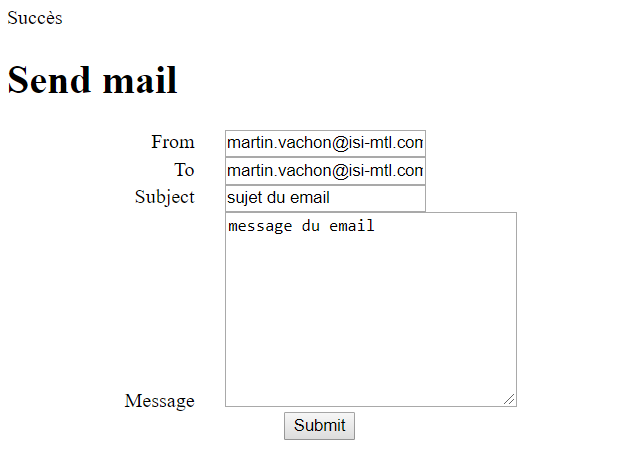 Succès
Send mail
From martin.vachon@isi-mtl.com
To martin.vachon@isi-mtl.com
Subject sujet du email
message du email
Message
Submit